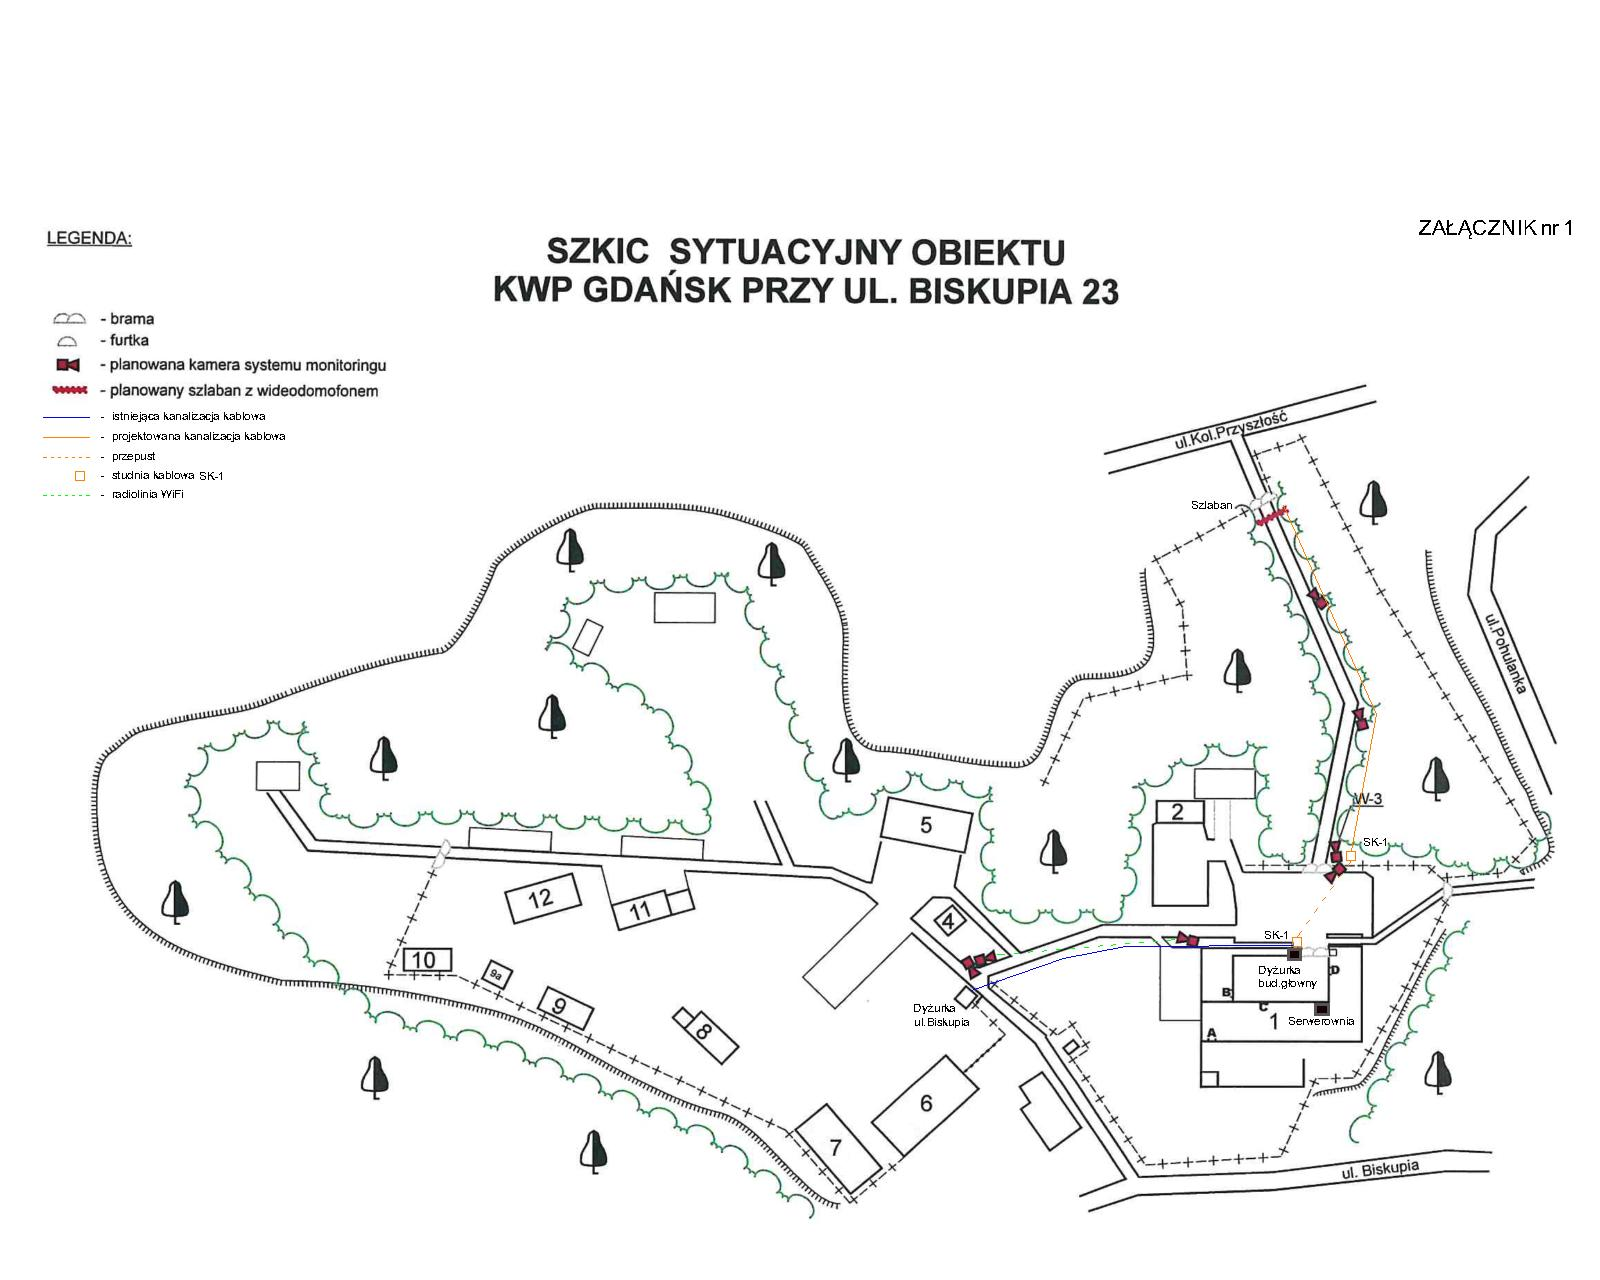 ZAŁĄCZNIK nr 1
LEGENDA:
SZKIC SYTUACYJNY OBIEKTU
KWP GDAŃSK PRZY UL. BISKUPIA 23
- brama
- furtka
- planowana kamera systemu monitoringu
- planowany szlaban z wideodomofonem
- istniejąca kanalizacja kablowa
- projektowana kanalizacja kablowa
- przepust
- studnia kablowa SK-1
- radiolinia WiFi
ul.Kol.Przyszłość
Szlaban
ul.Pohulanka
W-3
SK-1
2
5
12
11
4
SK-1
10
9a
9
8
Dyżurka
bud.głowny
D
B
C
1
Serwerownia
A
Dyżurka
ul.Biskupia
6
7
ul. Biskupia